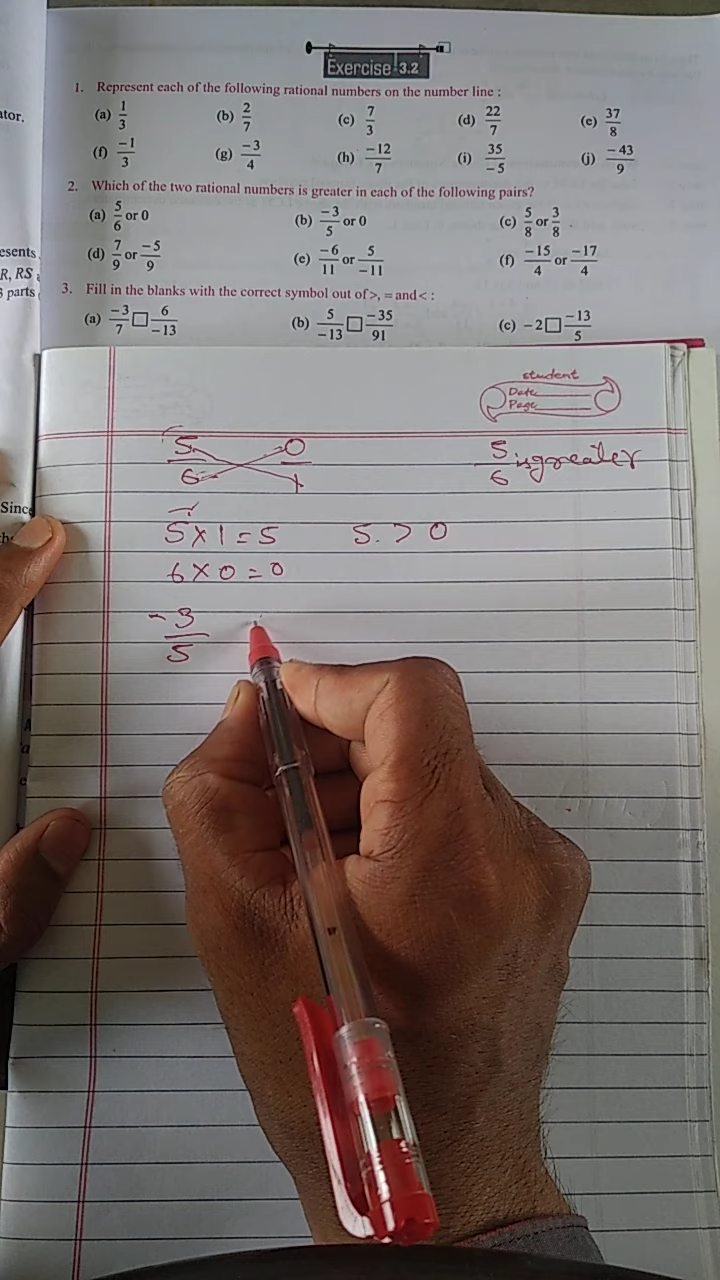 Exercise 3.2
1. Represent each of the following rational numbers on the number line :
(a) 1/3 (b) 2/7 (c) 7/3 (d) 22/7 (e) 37/8
(f) -1/3 (g) -3/4 (h) -12/7 (i) 35/-5 (j) -43/9
2. Which of the two rational numbers is greater in each of the following pairs?
(a) 5/6 or 0 (b) -3/5 or 0 (c) 5/8 or 3/8
(d) 7/9 or -5/9 (e) -6/11 or 5/-11 (f) -15/4 or -17/4
3. Fill in the blanks with the correct symbol out of >, = and < :
(a) -3/7 □ 6/-13 (b) 5/-13 □ -35/91 (c) -2 □ -13/5
ator.
esents
R, RS
parts
Since
student
Date
Page
5/6 0/1 5/6 is greater
5 × 1 = 5 5. > 0
6 × 0 = 0
-3/5